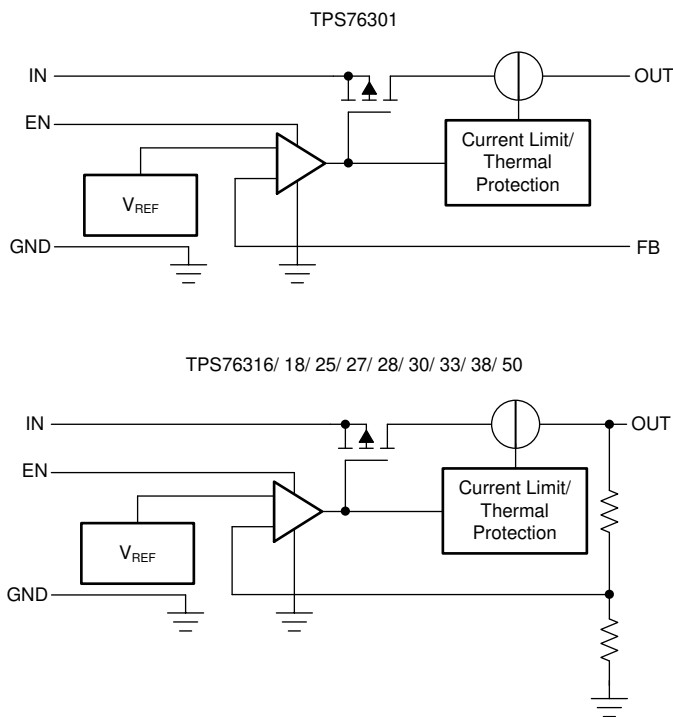 TPS76301
IN
OUT
EN
Current Limit/
Thermal
Protection
VREF
GND
FB
TPS76316/ 18/ 25/ 27/ 28/ 30/ 33/ 38/ 50
IN
OUT
EN
Current Limit/
Thermal
Protection
VREF
GND